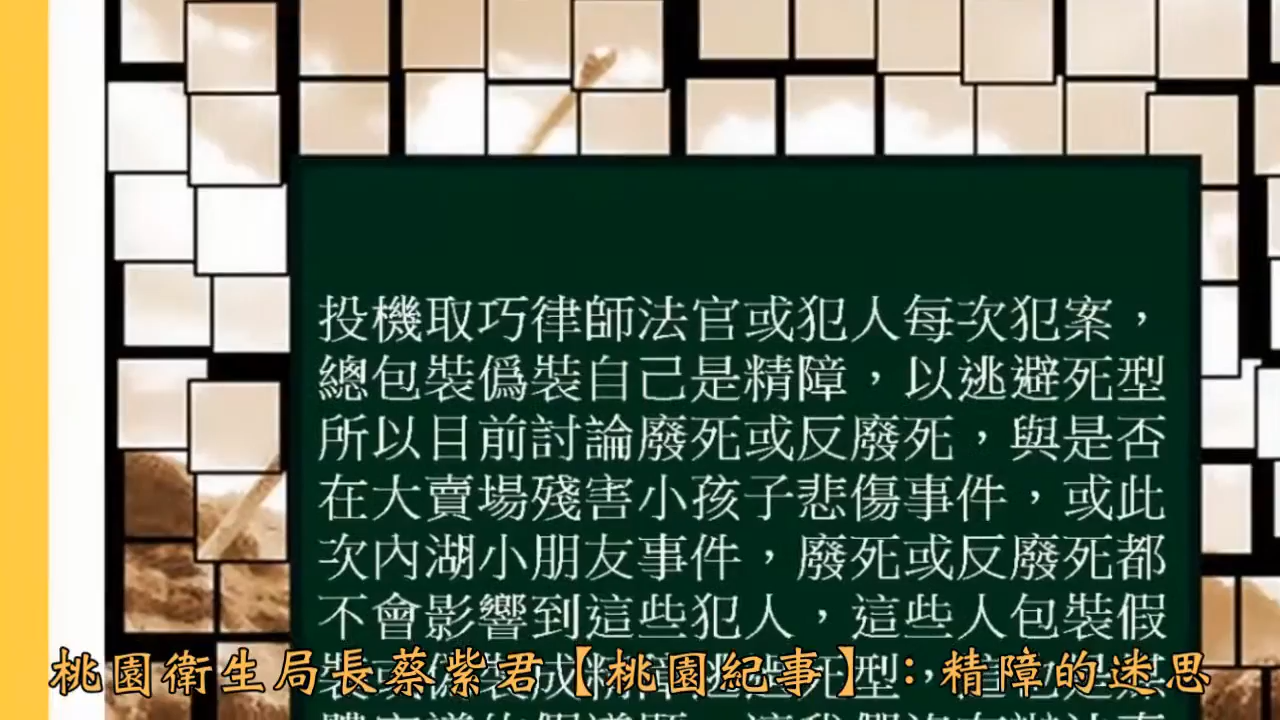 投機取巧律師法官或犯人每次犯案，
總包裝僞裝自己是精障，以逃避死型
所以目前討論廢死或反廢死，與是否
在大賣場殘害小孩子悲傷事件，或此
次內湖小朋友事件，廢死或反廢死都
不會影響到這些犯人，這些人包裝假
桃園衛生局長蔡紫君【桃園紀事】：精障的迷思